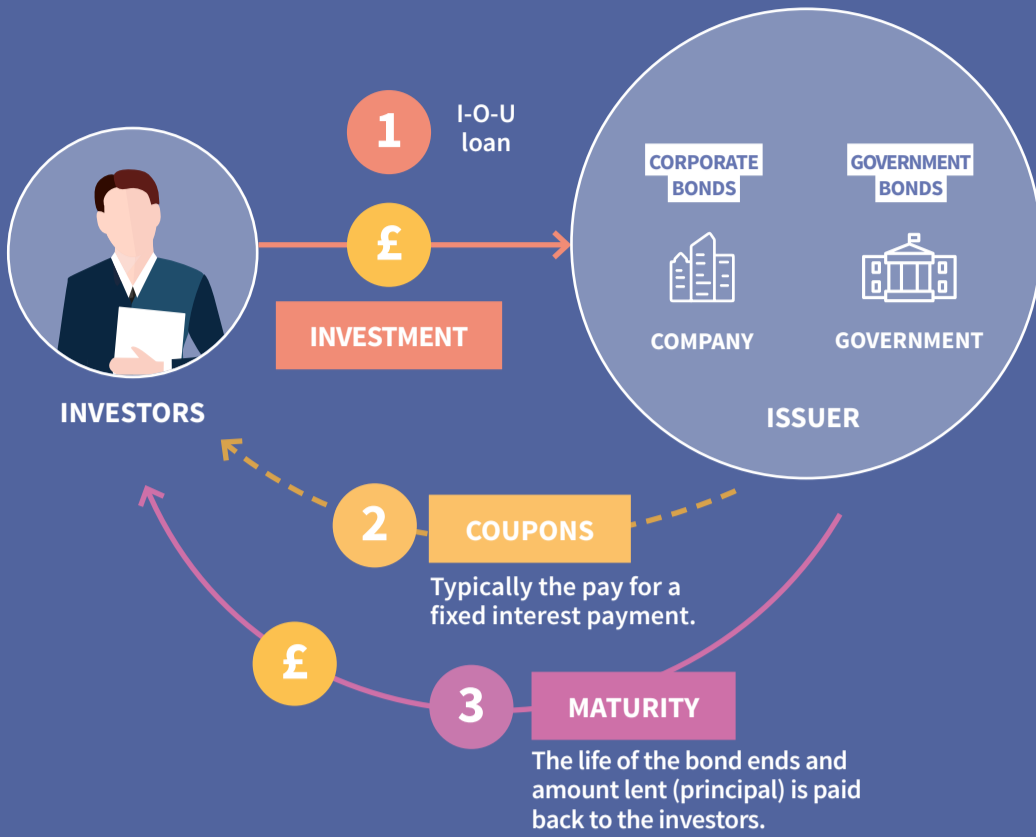 1
I-O-U
loan
£
INVESTMENT
INVESTORS
CORPORATE
BONDS
GOVERNMENT
BONDS
COMPANY
GOVERNMENT
ISSUER
2
COUPONS
Typically the pay for a
fixed interest payment.
£
3
MATURITY
The life of the bond ends and
amount lent (principal) is paid
back to the investors.